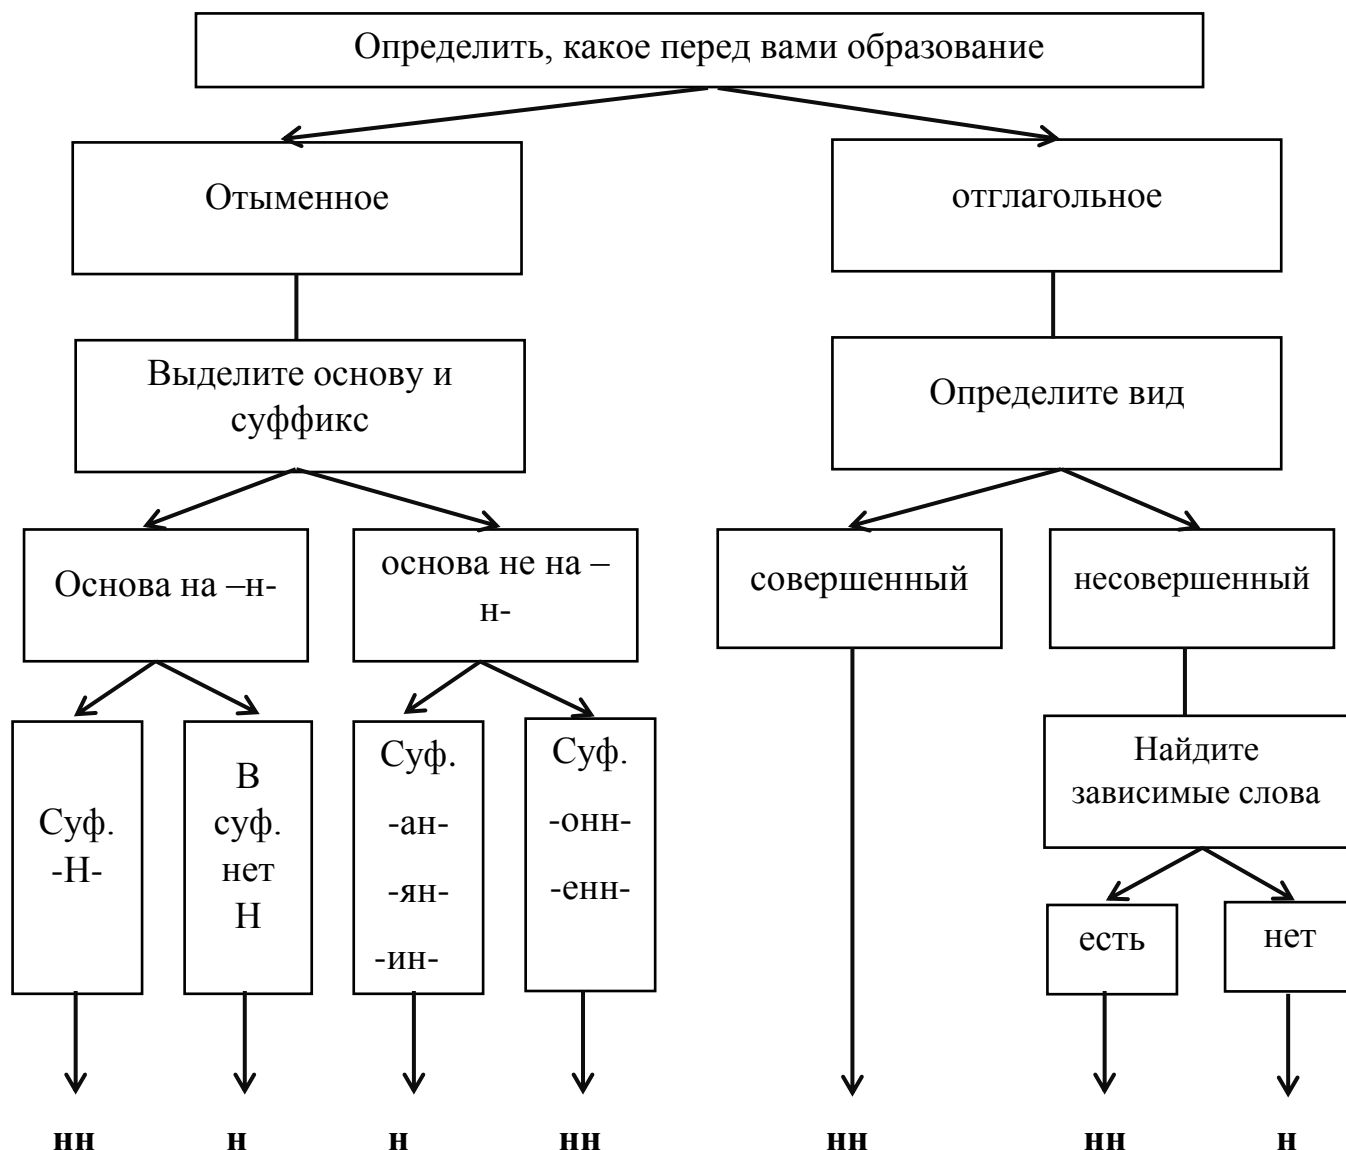 Определить, какое перед вами образование
Отыменное
отглагольное
Выделите основу и
суффикс
Определите вид
Основа на –н-
основа не на –
н-
совершенный
несовершенный
Суф.
-Н-
В
суф.
нет
Н
Суф.
-ан-
-ян-
-ин-
Суф.
-онн-
-енн-
Найдите
зависимые слова
есть
нет
нн
н
н
нн
нн
нн
н